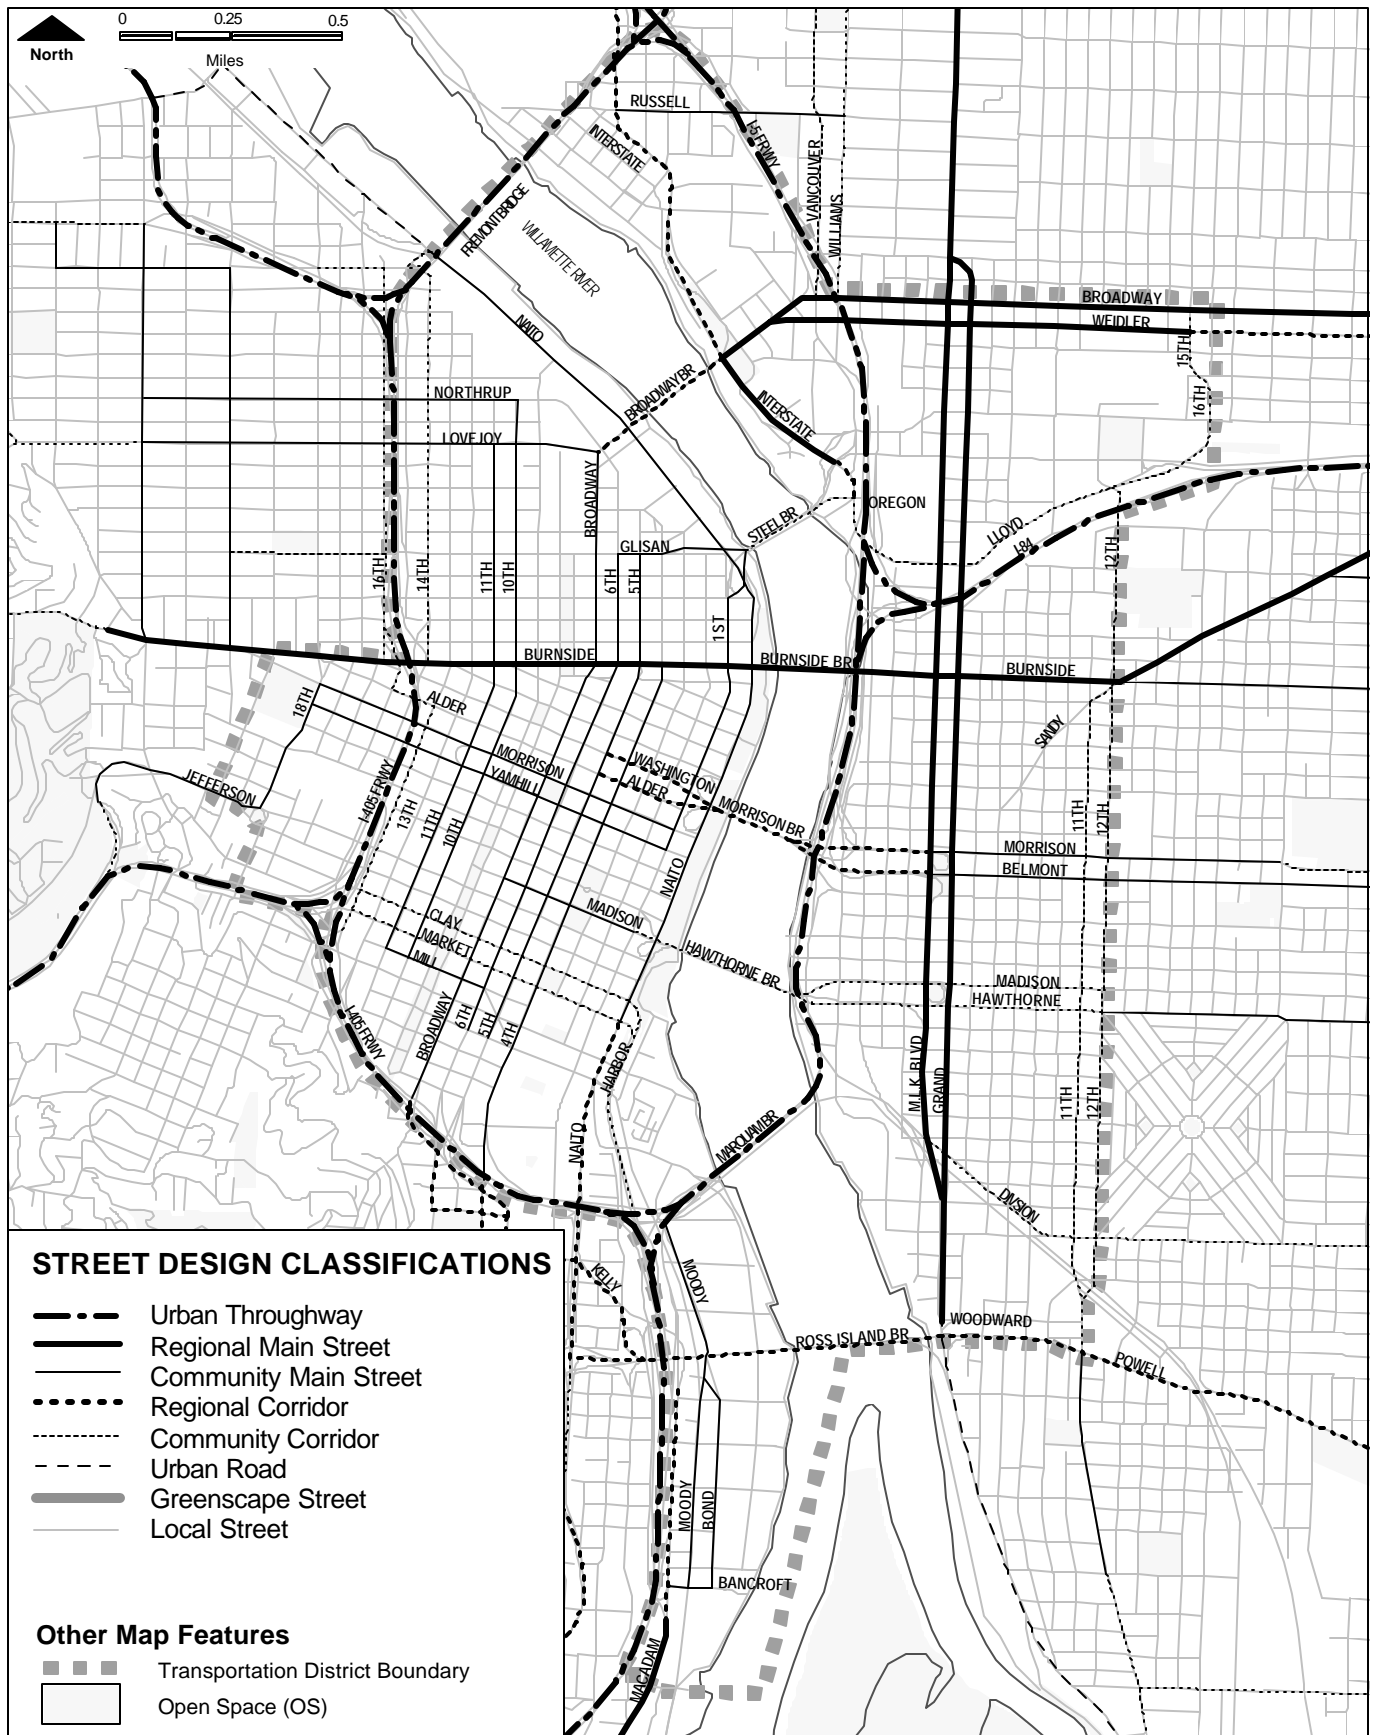 0 0.25 0.5
North
Miles
RUSSELL
INTERSTATE
I-5 FRWY
VANCOUVER
WILLIAMS
FREMONT BRIDGE
WILLAMETTE RIVER
BROADWAY
WEIDLER
NAITO
15TH
BROADWAY BR
16TH
NORTHRUP
INTERSTATE
LOVEJOY
BROADWAY
OREGON
STEEL BR
LLOYD
I-84
GLISAN
12TH
16TH
14TH
11TH
10TH
6TH
5TH
1 ST
BURNSIDE
BURNSIDE BR
BURNSIDE
18TH
ALDER
SANDY
MORRISON
WASHINGTON
JEFFERSON
YAMHILL
ALDER
I-405 FRWY
13TH
11TH
10TH
MORRISON BR
11TH
12TH
MORRISON
BELMONT
NAITO
CLAY
MADISON
MARKET
MILL
HAWTHORNE BR
MADISON
HAWTHORNE
I-405 FRWY
BROADWAY
6TH
5TH
4TH
HARBOR
M.L.K. BLVD
GRAND
11TH
12TH
NAITO
MARQUAM BR
DIVISION
STREET DESIGN CLASSIFICATIONS
Urban Throughway
Regional Main Street
Community Main Street
Regional Corridor
Community Corridor
Urban Road
Greenscape Street
Local Street
KELLY
MOODY
WOODWARD
ROSS ISLAND BR
POWELL
MOODY
BOND
BANCROFT
MACADAM
Other Map Features
Transportation District Boundary
Open Space (OS)